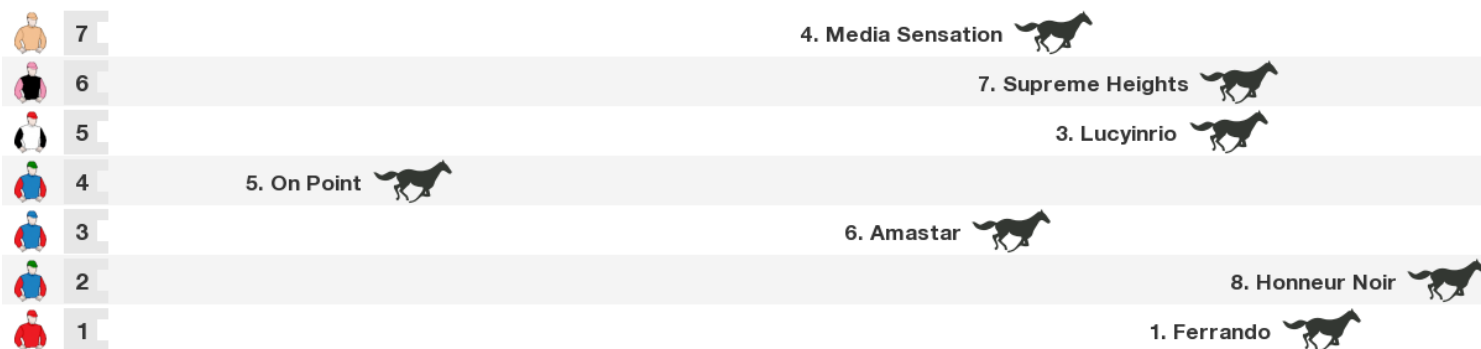 7 4. Media Sensation
6 7. Supreme Heights
5 3. Lucyinrio
4 5. On Point
3 6. Amastar
2 8. Honneur Noir
1 1. Ferrando